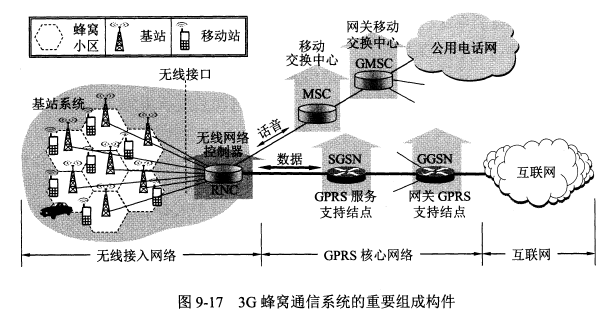 蜂窝
小区
基站
移动站
无线接口
基站系统
无线网络
控制器
RNC
话音
数据
移动
交换中心
MSC
网关移动
交换中心
GMSC
公用电话网
SGSN
GPRS 服务
支持结点
GGSN
网关 GPRS
支持结点
互联网
无线接入网络
GPRS 核心网络
互联网
图 9-17 3G 蜂窝通信系统的重要组成构件